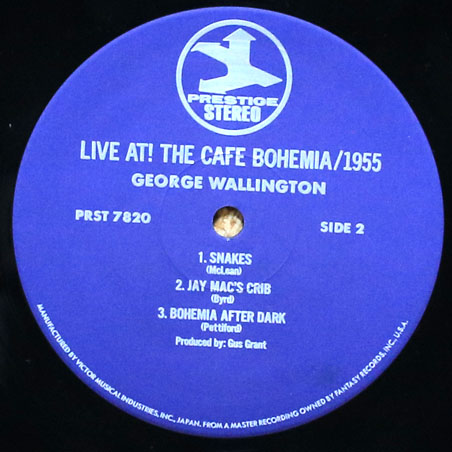 PRESTIGE
STEREO
LIVE AT! THE CAFE BOHEMIA/1955
GEORGE WALLINGTON
PRST 7820
SIDE 2
1. SNAKES
(McLean)
2. JAY MAC'S CRIB
(Byrd)
3. BOHEMIA AFTER DARK
(Pettiford)
Produced by: Gus Grant
MANUFACTURED BY VICTOR MUSICAL INDUSTRIES, INC., JAPAN. FROM A MASTER RECORDING OWNED BY FANTASY RECORDS, INC., U.S.A.